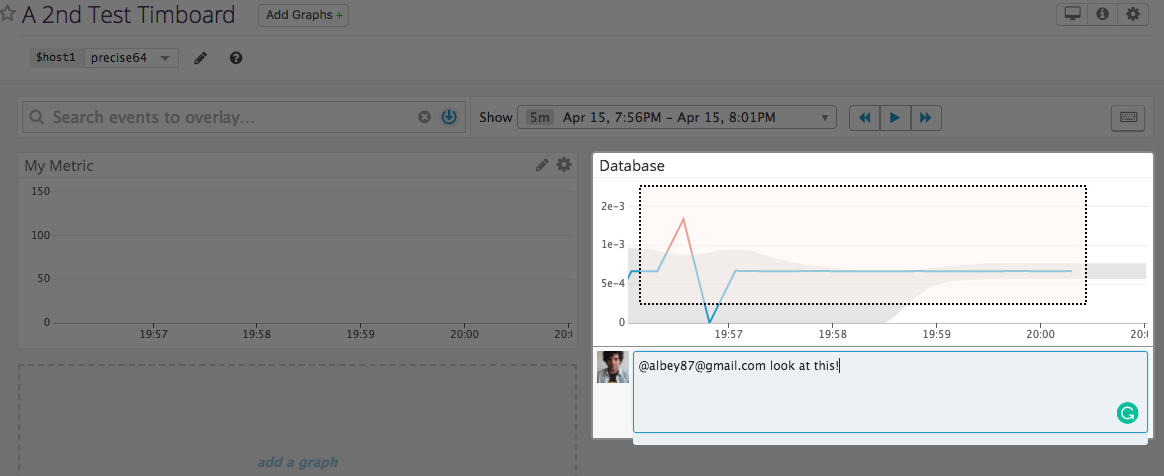 A 2nd Test Timboard Add Graphs +
$host1 precise64
Search events to overlay... Show 5m Apr 15, 7:56PM – Apr 15, 8:01PM
My Metric
150
100
50
0
19:57 19:58 19:59 20:00 20:
add a graph
Database
2e-3
1e-3
5e-4
0
19:57 19:58 19:59 20:00 20:0
@albey87@gmail.com look at this!